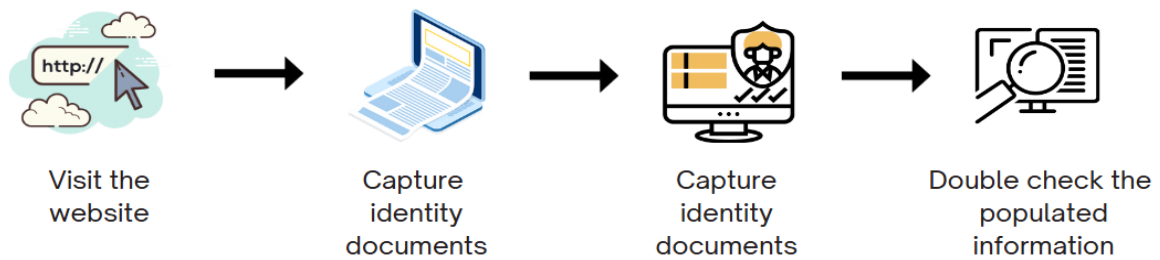 http://
Visit the
website
Capture
identity
documents
Capture
identity
documents
Double check the
populated
information